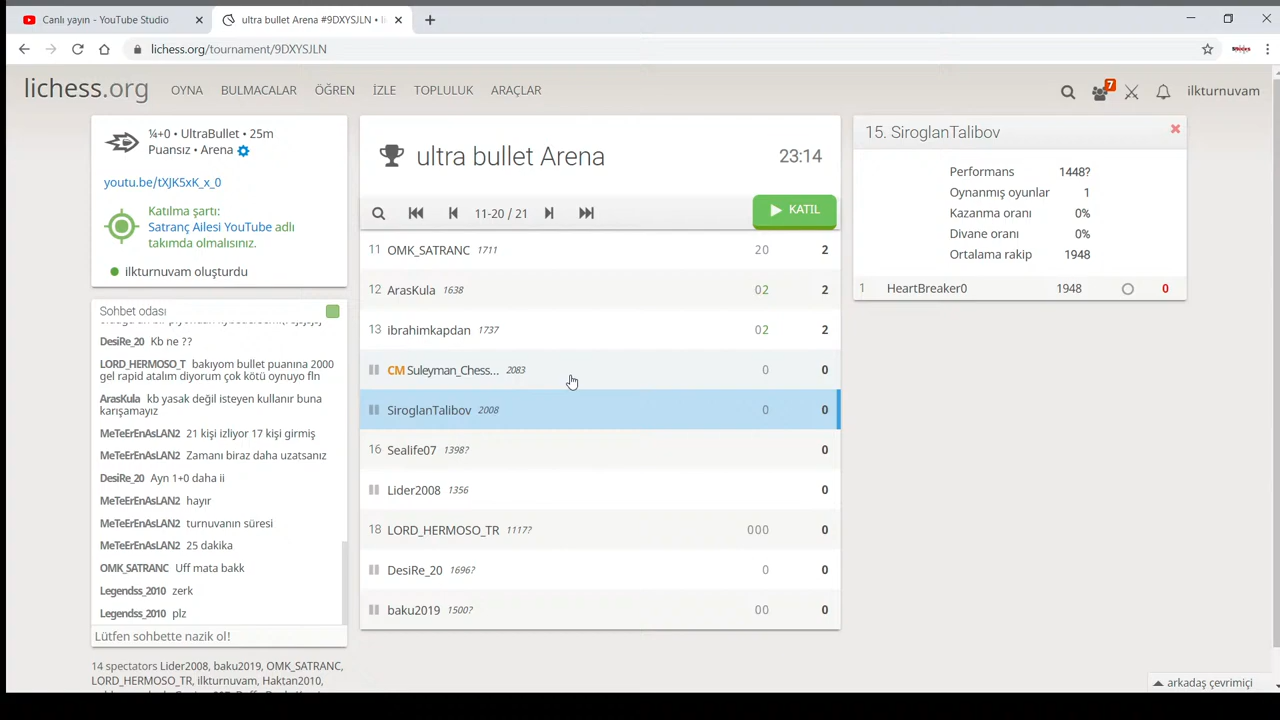 Canlı yayın - YouTube Studio
ultra bullet Arena #9DXYSJLN • li
lichess.org/tournament/9DXYSJLN
lichess.org
OYNA
BULMACALAR
ÖĞREN
İZLE
TOPLULUK
ARAÇLAR
7
ilkturnuvam
¼+0 • UltraBullet • 25m
Puansız • Arena
youtu.be/tXJK5xK_x_0
Katılma şartı:
Satranç Ailesi YouTube adlı
takımda olmalısınız.
ilkturnuvam oluşturdu
Sohbet odası
DesiRe_20 Kb ne ??
LORD_HERMOSO_T bakıyom bullet puanına 2000
gel rapid atalım diyorum çok kötü oynuyo fln
ArasKula kb yasak değil isteyen kullanır buna
karışamayız
MeTeErEnAsLAN2 21 kişi izliyor 17 kişi girmiş
MeTeErEnAsLAN2 Zamanı biraz daha uzatsanız
DesiRe_20 Ayn 1+0 daha ii
MeTeErEnAsLAN2 hayır
MeTeErEnAsLAN2 turnuvanın süresi
MeTeErEnAsLAN2 25 dakika
OMK_SATRANC Uff mata bakk
Legendss_2010 zerk
Legendss_2010 plz
Lütfen sohbette nazik ol!
14 spectators Lider2008, baku2019, OMK_SATRANC,
LORD_HERMOSO_TR, ilkturnuvam, Haktan2010,
ultra bullet Arena
23:14
11-20 / 21
KATIL
11 OMK_SATRANC 1711 20 2
12 ArasKula 1638 02 2
13 ibrahimkapdan 1737 02 2
CM Suleyman_Chess... 2083 0 0
SiroglanTalibov 2008 0 0
16 Sealife07 1398? 0
Lider2008 1356 0
18 LORD_HERMOSO_TR 1117? 000 0
DesiRe_20 1696? 0 0
baku2019 1500? 00 0
15. SiroglanTalibov
Performans 1448?
Oynanmış oyunlar 1
Kazanma oranı 0%
Divane oranı 0%
Ortalama rakip 1948
1 HeartBreaker0 1948 0
arkadaş çevrimiçi